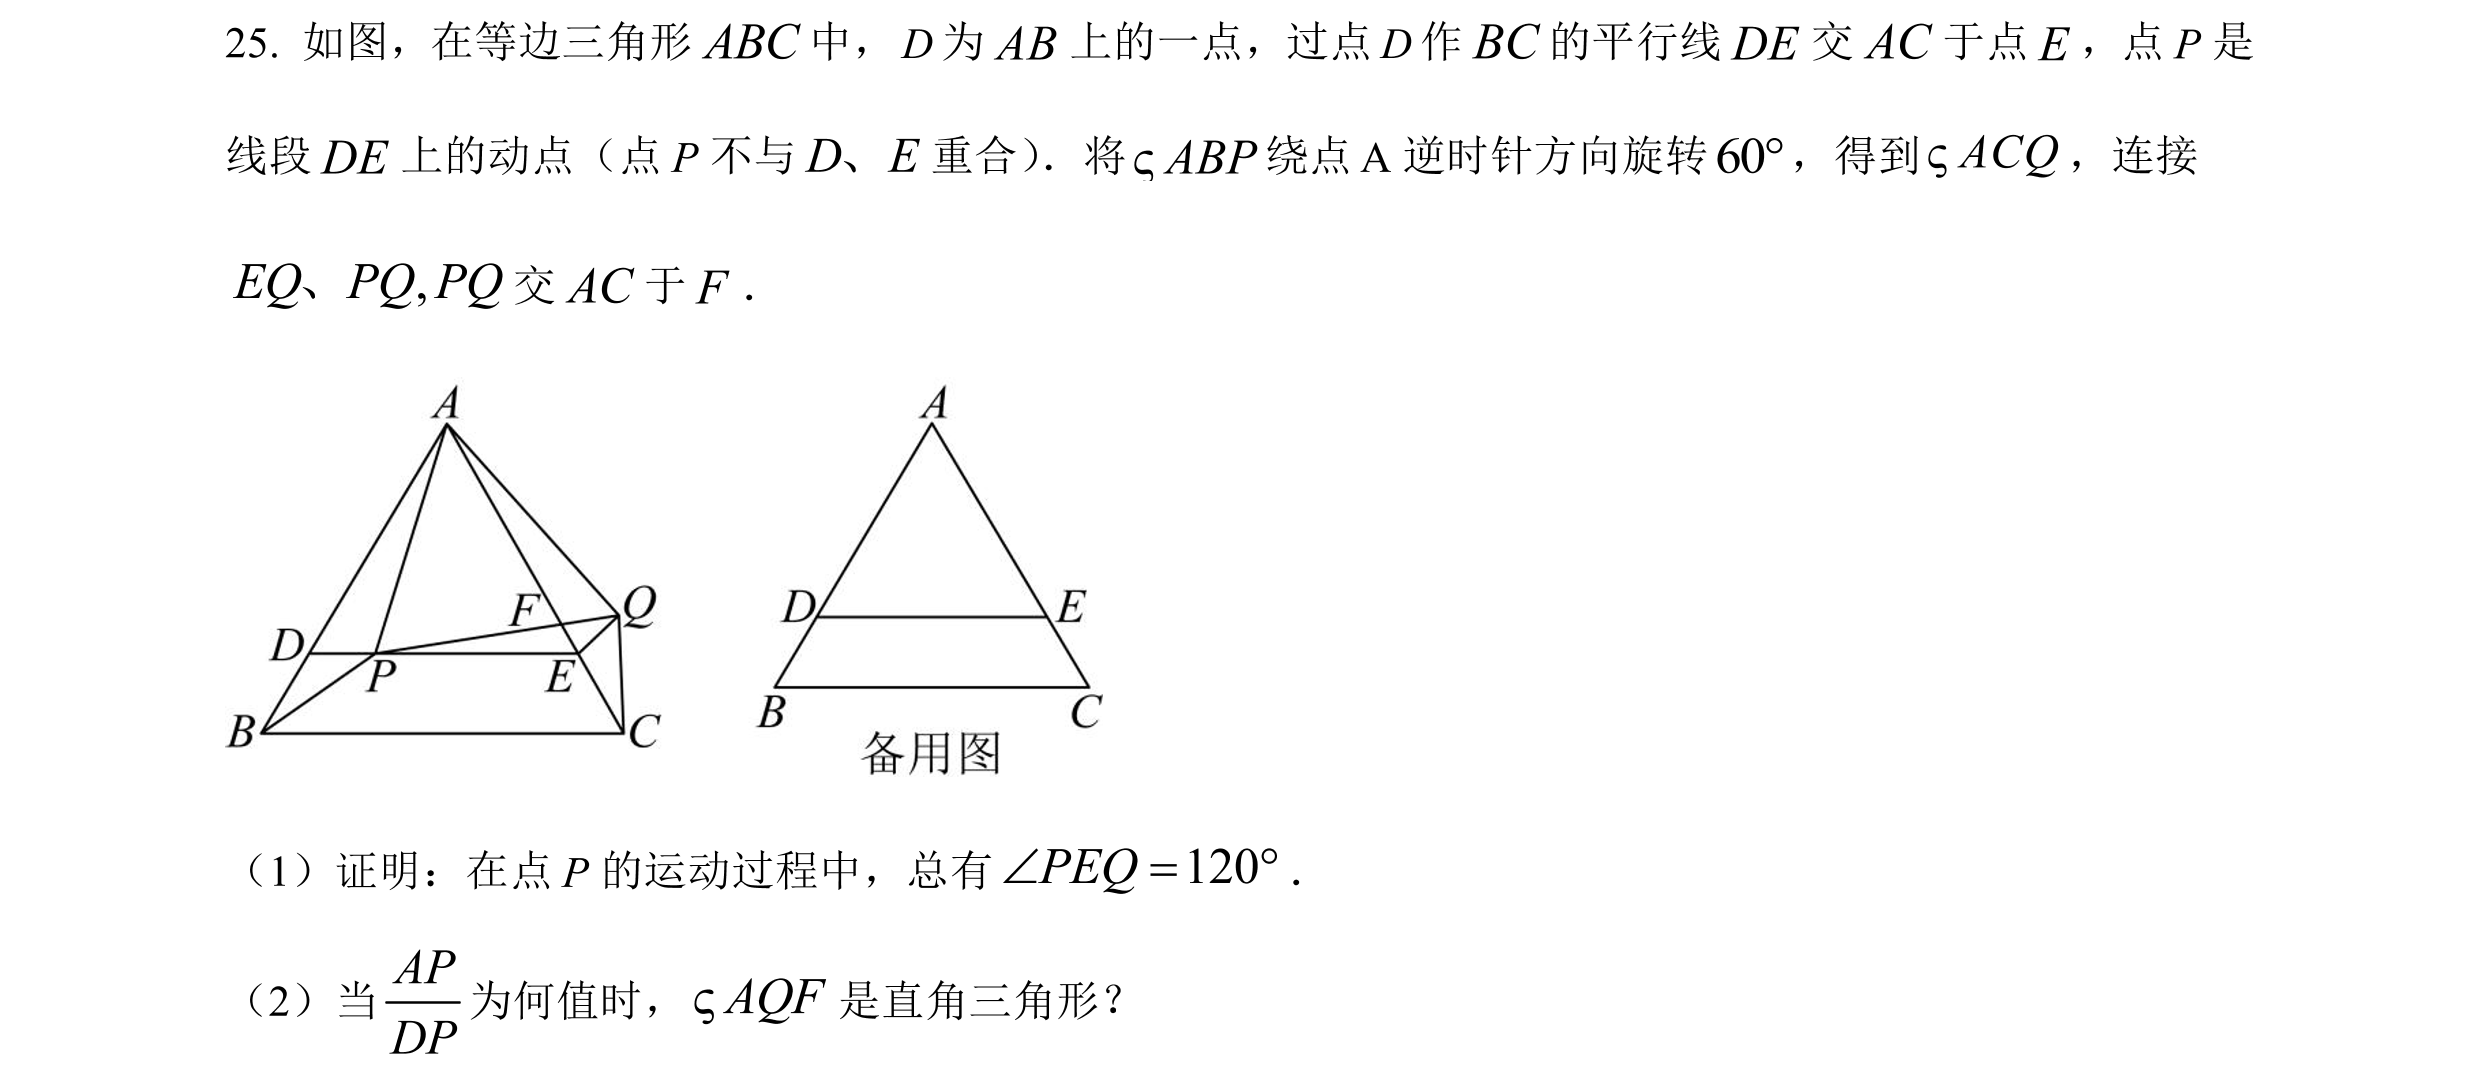 25. 如图，在等边三角形 ABC 中，D 为 AB 上的一点，过点 D 作 BC 的平行线 DE 交 AC 于点 E，点 P 是
线段 DE 上的动点（点 P 不与 D、E 重合）．将ς ABP 绕点 A 逆时针方向旋转 60°，得到ς ACQ，连接
EQ、PQ,PQ 交 AC 于 F．
A
A
F
Q
D
P
E
B
C
D
E
B
C
备用图
（1）证明：在点 P 的运动过程中，总有 ∠PEQ = 120°．
（2）当 AP/DP 为何值时，ς AQF 是直角三角形？